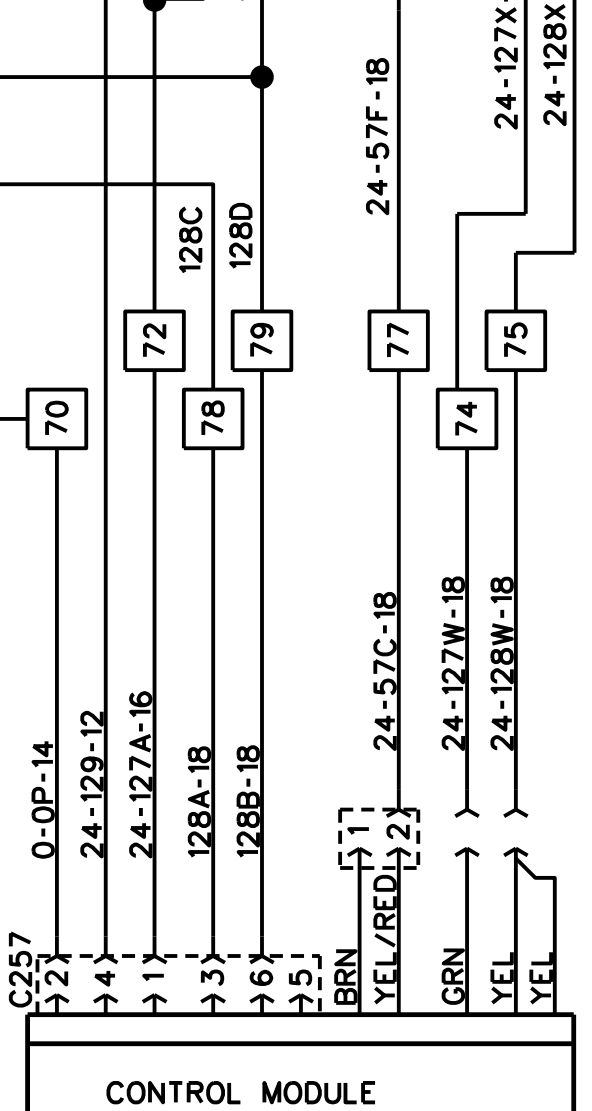 24-127X-
24-128X
24-57F-18
128C
128D
72
79
77
75
70
78
74
24-57C-18
24-127W-18
24-128W-18
0-0P-14
24-129-12
24-127A-16
128A-18
128B-18
1
2
C257
2
4
1
3
6
5
BRN
YEL/RED
GRN
YEL
YEL
CONTROL MODULE